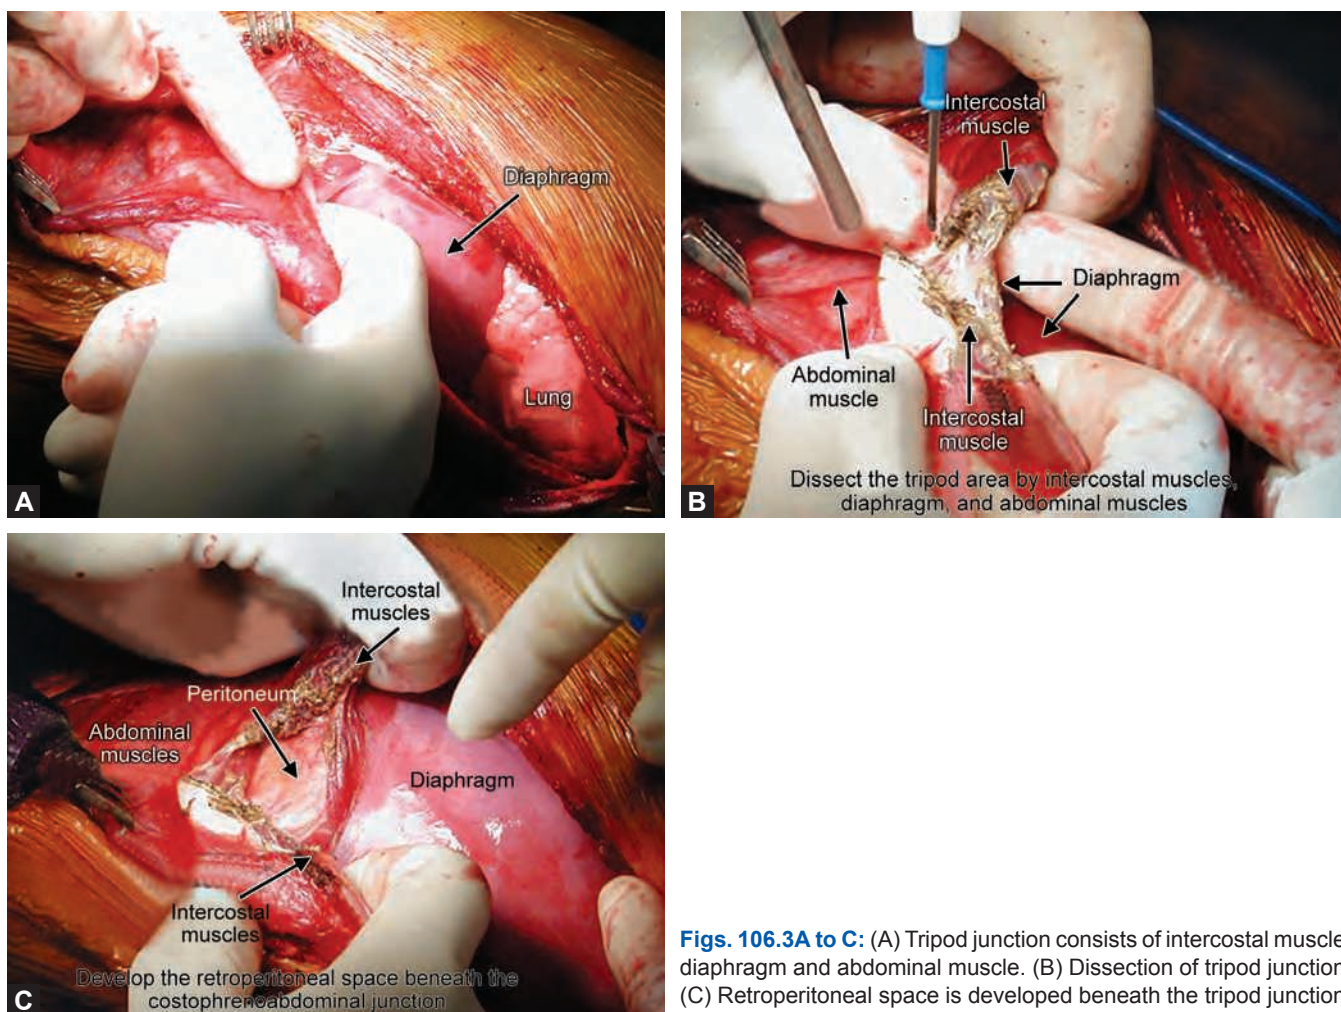 Diaphragm
Lung
A
Intercostal
muscle
Diaphragm
Abdominal
muscle
Intercostal
muscle
Dissect the tripod area by intercostal muscles,
diaphragm, and abdominal muscles
B
Intercostal
muscles
Peritoneum
Abdominal
muscles
Diaphragm
Intercostal
muscles
Develop the retroperitoneal space beneath the
costophrenoabdominal junction
C
Figs. 106.3A to C: (A) Tripod junction consists of intercostal muscle
diaphragm and abdominal muscle. (B) Dissection of tripod junction
(C) Retroperitoneal space is developed beneath the tripod junction